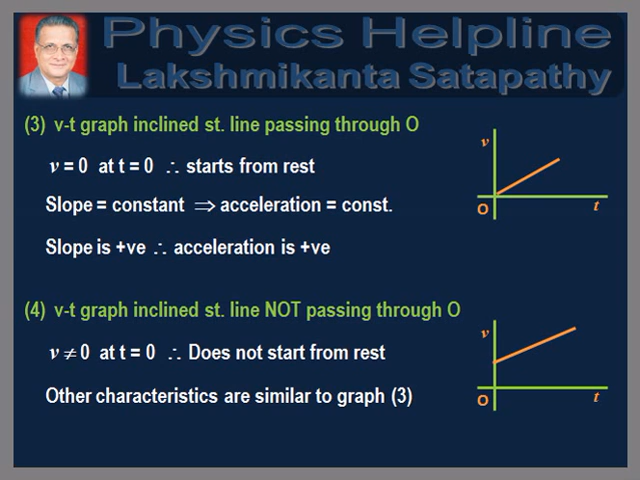 Physics Helpline
Lakshmikanta Satapathy
(3) v-t graph inclined st. line passing through O
v = 0 at t = 0 ∴ starts from rest
Slope = constant ⇒ acceleration = const.
Slope is +ve ∴ acceleration is +ve
v
O
t
(4) v-t graph inclined st. line NOT passing through O
v ≠ 0 at t = 0 ∴ Does not start from rest
Other characteristics are similar to graph (3)
v
O
t